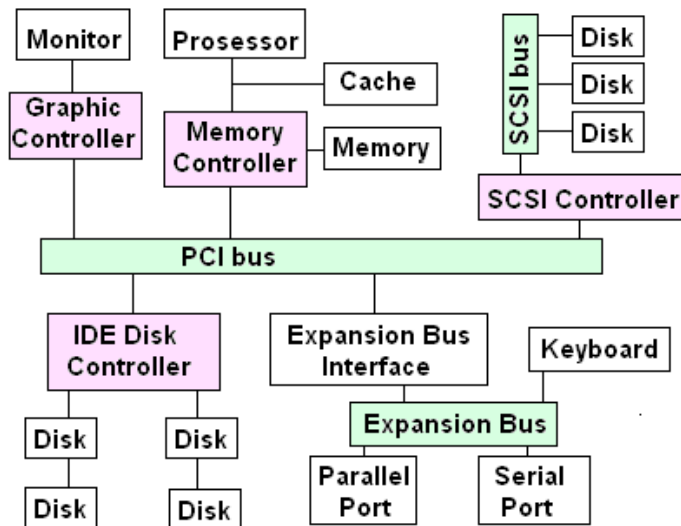 Monitor
Prosessor
Cache
Graphic
Controller
Memory
Controller
Memory
SCSI bus
Disk
Disk
Disk
SCSI Controller
PCI bus
IDE Disk
Controller
Expansion Bus
Interface
Keyboard
Disk
Disk
Disk
Disk
Expansion Bus
Parallel
Port
Serial
Port